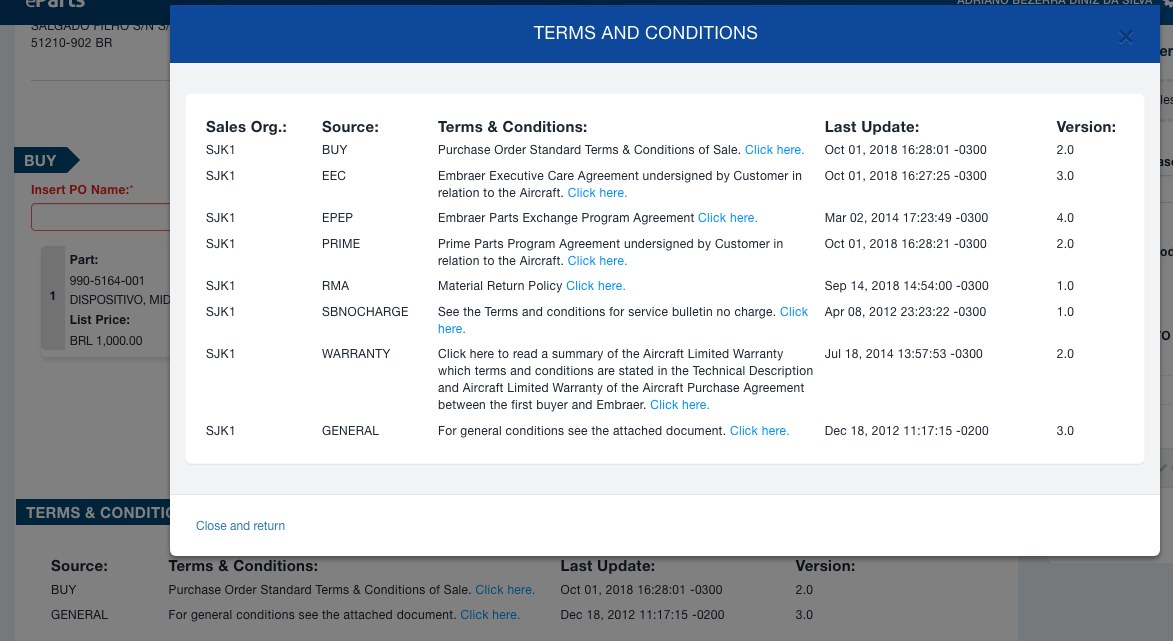 eParts
ADRIANO BEZERRA DINIZ DA SILVA
SALGADO FILHO S/N S/
51210-902 BR
TERMS AND CONDITIONS
Sales Org.: Source: Terms & Conditions: Last Update: Version:
SJK1 BUY Purchase Order Standard Terms & Conditions of Sale. Click here. Oct 01, 2018 16:28:01 -0300 2.0
SJK1 EEC Embraer Executive Care Agreement undersigned by Customer in Oct 01, 2018 16:27:25 -0300 3.0
relation to the Aircraft. Click here.
SJK1 EPEP Embraer Parts Exchange Program Agreement Click here. Mar 02, 2014 17:23:49 -0300 4.0
SJK1 PRIME Prime Parts Program Agreement undersigned by Customer in Oct 01, 2018 16:28:21 -0300 2.0
relation to the Aircraft. Click here.
SJK1 RMA Material Return Policy Click here. Sep 14, 2018 14:54:00 -0300 1.0
SJK1 SBNOCHARGE See the Terms and conditions for service bulletin no charge. Click Apr 08, 2012 23:23:22 -0300 1.0
here.
SJK1 WARRANTY Click here to read a summary of the Aircraft Limited Warranty Jul 18, 2014 13:57:53 -0300 2.0
which terms and conditions are stated in the Technical Description
and Aircraft Limited Warranty of the Aircraft Purchase Agreement
between the first buyer and Embraer. Click here.
SJK1 GENERAL For general conditions see the attached document. Click here. Dec 18, 2012 11:17:15 -0200 3.0
Close and return
BUY
Insert PO Name:*
1
Part:
990-5164-001
DISPOSITIVO, MID
List Price:
BRL 1,000.00
TERMS & CONDITIO
Source: Terms & Conditions: Last Update: Version:
BUY Purchase Order Standard Terms & Conditions of Sale. Click here. Oct 01, 2018 16:28:01 -0300 2.0
GENERAL For general conditions see the attached document. Click here. Dec 18, 2012 11:17:15 -0200 3.0